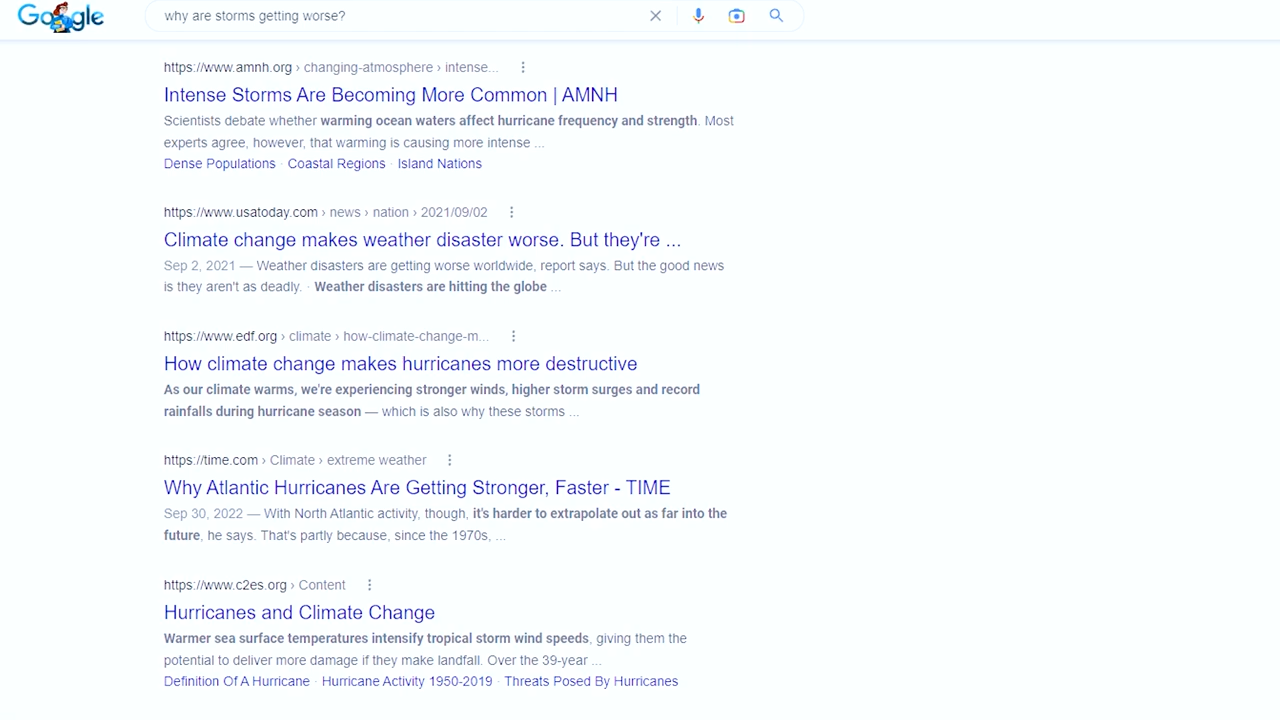 Google
why are storms getting worse?
https://www.amnh.org › changing-atmosphere › intense...
Intense Storms Are Becoming More Common | AMNH
Scientists debate whether warming ocean waters affect hurricane frequency and strength. Most
experts agree, however, that warming is causing more intense ...
Dense Populations · Coastal Regions · Island Nations
https://www.usatoday.com › news › nation › 2021/09/02
Climate change makes weather disaster worse. But they're ...
Sep 2, 2021 — Weather disasters are getting worse worldwide, report says. But the good news
is they aren't as deadly. · Weather disasters are hitting the globe ...
https://www.edf.org › climate › how-climate-change-m...
How climate change makes hurricanes more destructive
As our climate warms, we're experiencing stronger winds, higher storm surges and record
rainfalls during hurricane season — which is also why these storms ...
https://time.com › Climate › extreme weather
Why Atlantic Hurricanes Are Getting Stronger, Faster - TIME
Sep 30, 2022 — With North Atlantic activity, though, it's harder to extrapolate out as far into the
future, he says. That's partly because, since the 1970s, ...
https://www.c2es.org › Content
Hurricanes and Climate Change
Warmer sea surface temperatures intensify tropical storm wind speeds, giving them the
potential to deliver more damage if they make landfall. Over the 39-year ...
Definition Of A Hurricane · Hurricane Activity 1950-2019 · Threats Posed By Hurricanes